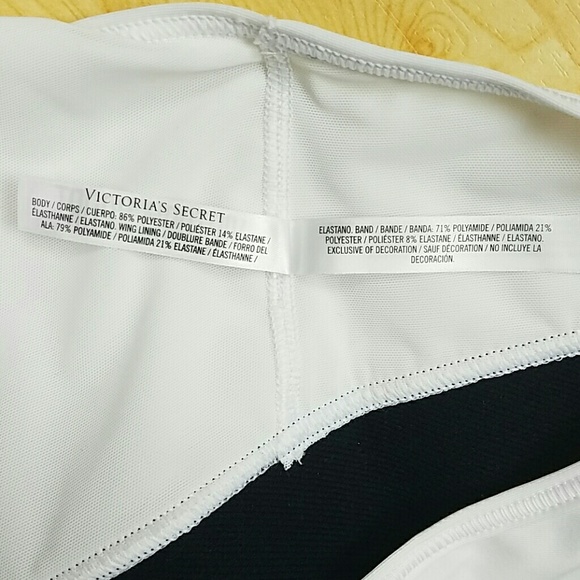 VICTORIA'S SECRET
BODY / CORPS / CUERPO: 86% POLYESTER / POLIÉSTER 14% ELASTANE /
ÉLASTHANNE / ELASTANO. WING LINING / DOUBLURE BANDE / FORRO DEL
ALA: 79% POLYAMIDE / POLIAMIDA 21% ELASTANE / ÉLASTHANNE /
ELASTANO. BAND / BANDE / BANDA: 71% POLYAMIDE / POLIAMIDA 21%
POLYESTER / POLIÉSTER 8% ELASTANE / ÉLASTHANNE / ELASTANO.
EXCLUSIVE OF DECORATION / SAUF DÉCORATION / NO INCLUYE LA
DECORACIÓN.